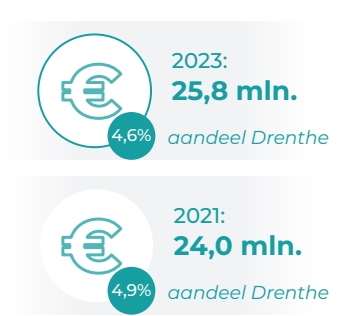 2023:
25,8 mln.
4,6% aandeel Drenthe
2021:
24,0 mln.
4,9% aandeel Drenthe